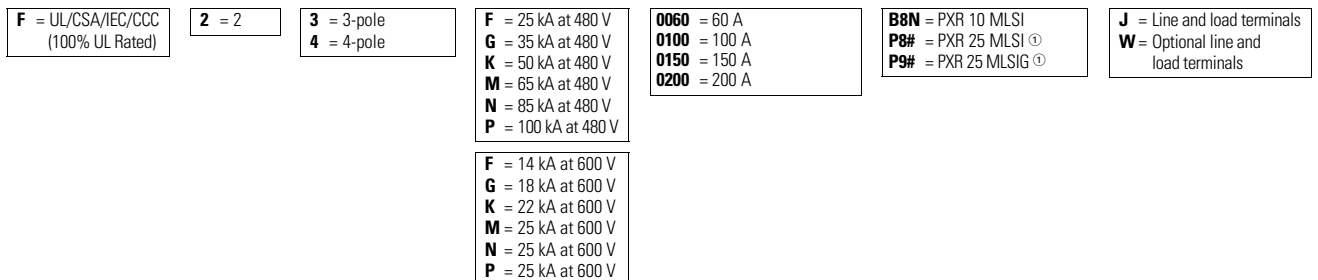 F = UL/CSA/IEC/CCC
(100% UL Rated)
2 = 2
3 = 3-pole
4 = 4-pole
F = 25 kA at 480 V
G = 35 kA at 480 V
K = 50 kA at 480 V
M = 65 kA at 480 V
N = 85 kA at 480 V
P = 100 kA at 480 V
F = 14 kA at 600 V
G = 18 kA at 600 V
K = 22 kA at 600 V
M = 25 kA at 600 V
N = 25 kA at 600 V
P = 25 kA at 600 V
0060 = 60 A
0100 = 100 A
0150 = 150 A
0200 = 200 A
B8N = PXR 10 MLSI
P8# = PXR 25 MLSI ①
P9# = PXR 25 MLSIG ①
J = Line and load terminals
W = Optional line and
load terminals